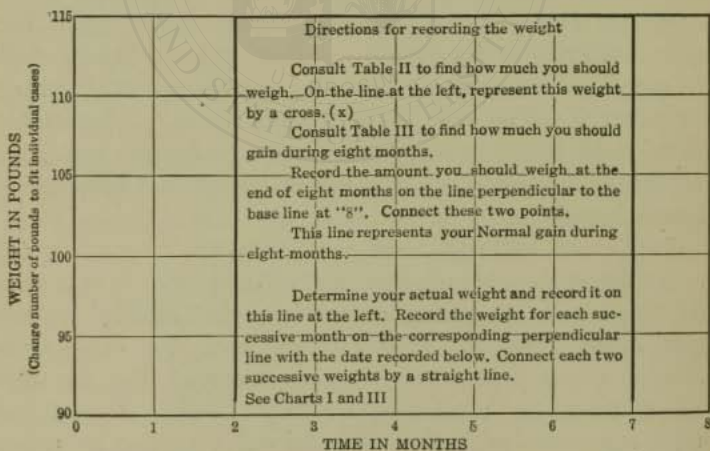 115
Directions for recording the weight
Consult Table II to find how much you should
110
weigh. On the line at the left, represent this weight
by a cross. (x)
Consult Table III to find how much you should
gain during eight months.
105
Record the amount you should weigh at the
end of eight months on the line perpendicular to the
base line at "8". Connect these two points.
This line represents your Normal gain during
100
eight months.
Determine your actual weight and record it on
this line at the left. Record the weight for each suc-
95
cessive month on the corresponding perpendicular
line with the date recorded below. Connect each two
successive weights by a straight line.
See Charts I and III
90
WEIGHT IN POUNDS
(Change number of pounds to fit individual cases)
0 1 2 3 4 5 6 7 8
TIME IN MONTHS
AND STA